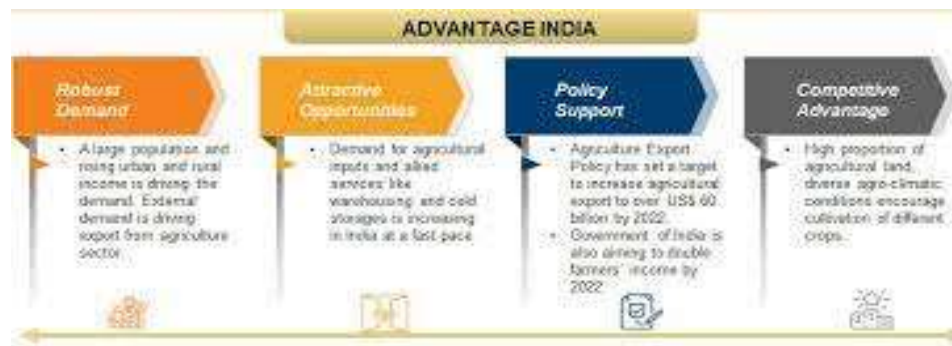 ADVANTAGE INDIA
Robust
Demand
• A large population and
rising urban and rural
income is driving the
demand. External
demand is driving
export from agriculture
sector.
Attractive
Opportunities
• Demand for agricultural
inputs and allied
services like
warehousing and cold
storages is increasing
in India at a fast pace
Policy
Support
• Agriculture Export
Policy has set a target
to increase agricultural
export to over US$ 60
billion by 2022.
• Government of India is
also aiming to double
farmers' income by
2022
Competitive
Advantage
• High proportion of
agricultural land,
diverse agro-climatic
conditions encourage
cultivation of different
crops.